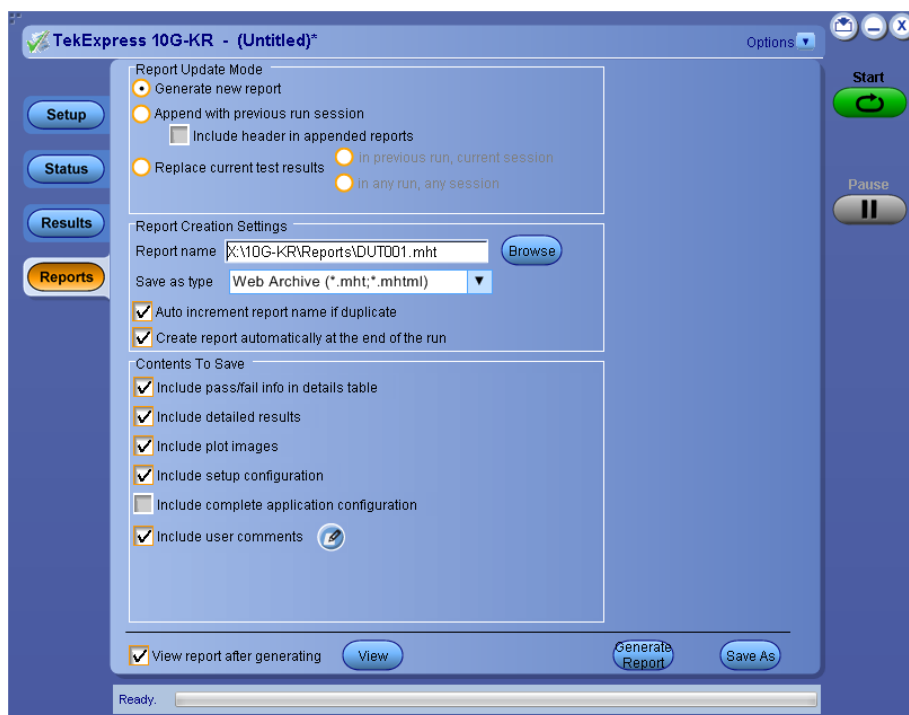 TekExpress 10G-KR - (Untitled)*
Options
Start
Pause
Setup
Status
Results
Reports
Report Update Mode
Generate new report
Append with previous run session
Include header in appended reports
Replace current test results
in previous run, current session
in any run, any session
Report Creation Settings
Report name X:\10G-KR\Reports\DUT001.mht Browse
Save as type Web Archive (*.mht;*.mhtml)
Auto increment report name if duplicate
Create report automatically at the end of the run
Contents To Save
Include pass/fail info in details table
Include detailed results
Include plot images
Include setup configuration
Include complete application configuration
Include user comments
View report after generating View Generate Report Save As
Ready.